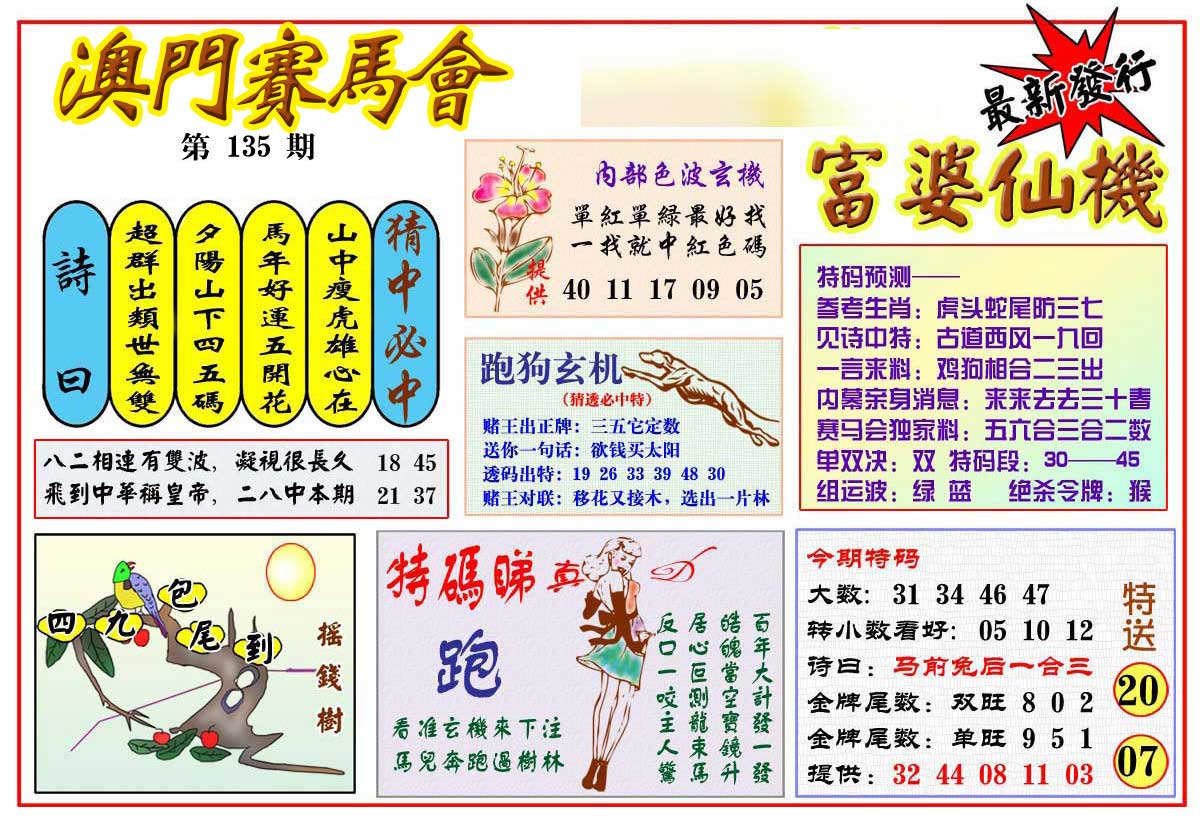 澳門賽馬會
第 135 期
最新發行
富婆仙機
詩曰
超群出類世無雙
夕陽山下四五碼
馬年好運五開花
山中瘦虎雄心在
猜中必中
八二相連有雙波，凝視很長久 18 45
飛到中華稱皇帝，二八中本期 21 37
內部色波玄機
單紅單綠最好找
一找就中紅色碼
提供
40 11 17 09 05
跑狗玄机
（猜透必中特）
赌王出正牌：三五它定数
送你一句话：欲钱买太阳
透码出特：19 26 33 39 48 30
赌王对联：移花又接木，选出一片林
特码预测——
参考生肖：虎头蛇尾防三七
见诗中特：古道西风一九回
一言来料：鸡狗相合二三出
内幕亲身消息：来来去去三十春
赛马会独家料：五六合三合二数
单双决：双 特码段：30——45
组运波：绿 蓝 绝杀令牌：猴
四九包尾到
摇錢樹
特碼睇真D
跑
看准玄機來下注
馬兒奔跑過樹林
百年大計發一發
皓魄當空寶鏡升
居心叵測龍東馬
反口一咬主人驚
今期特码
大数：31 34 46 47
转小数看好：05 10 12
诗曰：马前兔后一合三
金牌尾数：双旺 8 0 2
金牌尾数：单旺 9 5 1
提供：32 44 08 11 03
特送
20
07